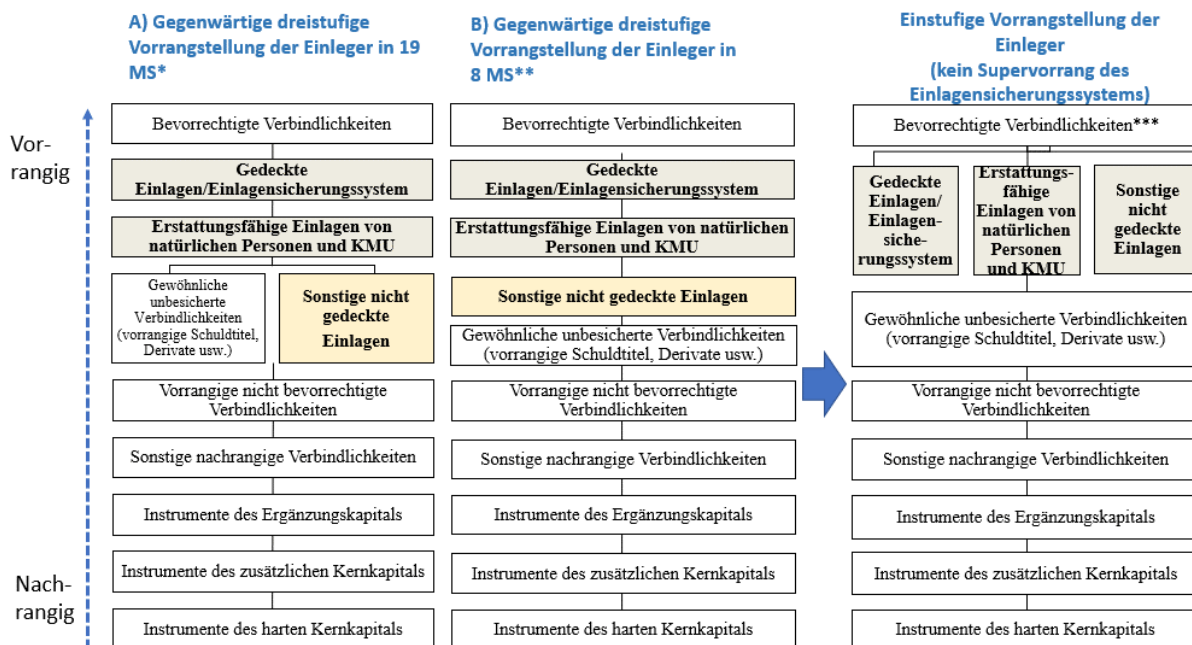 A) Gegenwärtige dreistufige
Vorrangstellung der Einleger in 19
MS*
B) Gegenwärtige dreistufige
Vorrangstellung der Einleger in
8 MS**
Einstufige Vorrangstellung der
Einleger
(kein Supervorrang des
Einlagensicherungssystems)
Vor-
rangig
Nach-
rangig
Bevorrechtigte Verbindlichkeiten
Gedeckte
Einlagen/Einlagensicherungssystem
Erstattungsfähige Einlagen von
natürlichen Personen und KMU
Gewöhnliche
unbesicherte
Verbindlichkeiten
(vorrangige Schuldtitel,
Derivate usw.)
Sonstige nicht
gedeckte
Einlagen
Vorrangige nicht bevorrechtigte
Verbindlichkeiten
Sonstige nachrangige Verbindlichkeiten
Instrumente des Ergänzungskapitals
Instrumente des zusätzlichen Kernkapitals
Instrumente des harten Kernkapitals
Bevorrechtigte Verbindlichkeiten
Gedeckte
Einlagen/Einlagensicherungssystem
Erstattungsfähige Einlagen von natürlichen
Personen und KMU
Sonstige nicht gedeckte Einlagen
Gewöhnliche unbesicherte Verbindlichkeiten
(vorrangige Schuldtitel, Derivate usw.)
Vorrangige nicht bevorrechtigte
Verbindlichkeiten
Sonstige nachrangige Verbindlichkeiten
Instrumente des Ergänzungskapitals
Instrumente des zusätzlichen Kernkapitals
Instrumente des harten Kernkapitals
Bevorrechtigte Verbindlichkeiten***
Gedeckte
Einlagen/
Einlagen-
siche-
rungssystem
Erstattungs-
fähige
Einlagen von
natürlichen
Personen
und KMU
Sonstige
nicht
gedeckte
Einlagen
Gewöhnliche unbesicherte Verbindlichkeiten
(vorrangige Schuldtitel, Derivate usw.)
Vorrangige nicht bevorrechtigte
Verbindlichkeiten
Sonstige nachrangige Verbindlichkeiten
Instrumente des Ergänzungskapitals
Instrumente des zusätzlichen Kernkapitals
Instrumente des harten Kernkapitals